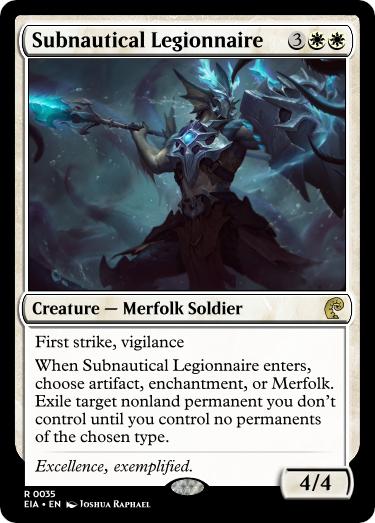 Subnautical Legionnaire 3
Creature — Merfolk Soldier
First strike, vigilance
When Subnautical Legionnaire enters,
choose artifact, enchantment, or Merfolk.
Exile target nonland permanent you don’t
control until you control no permanents
of the chosen type.
Excellence, exemplified.
4/4
R 0035
EIA • EN Joshua Raphael